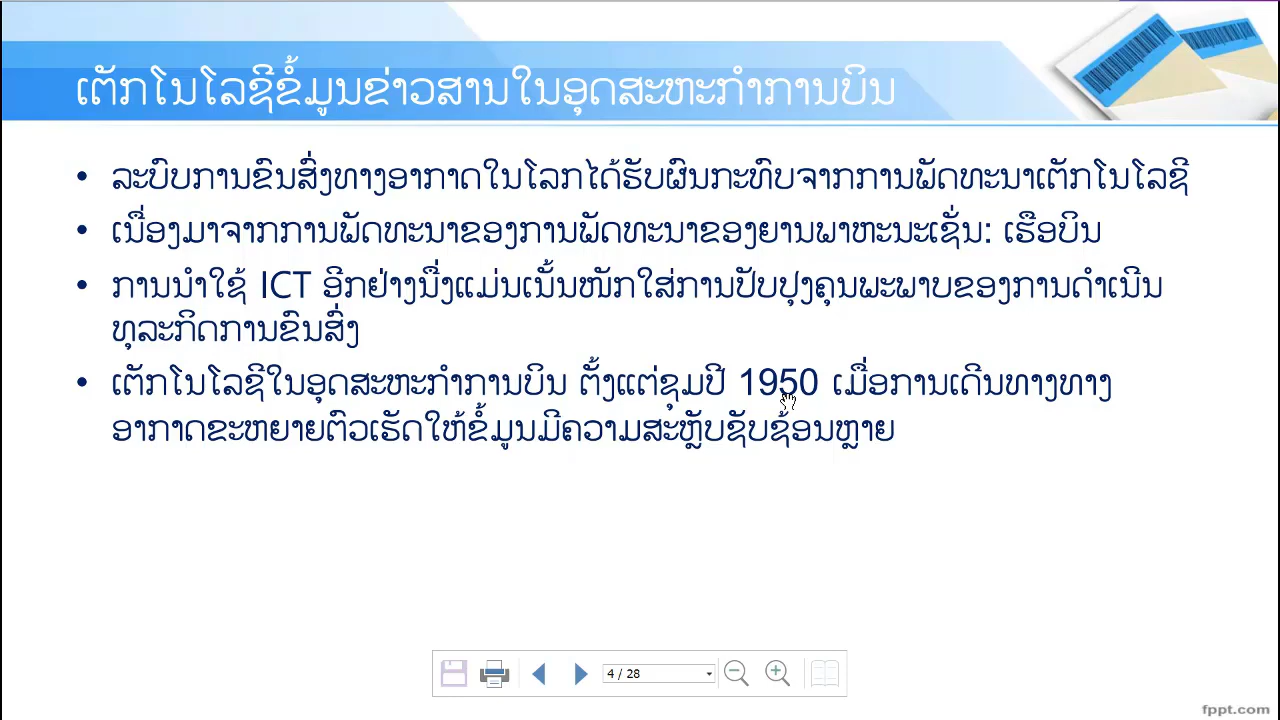 ເຕັກໂນໂລຊີຂໍ້ມູນຂ່າວສານໃນອຸດສະຫະກຳການບິນ
• ລະບົບການຂົນສົ່ງທາງອາກາດໃນໂລກໄດ້ຮັບຜົນກະທົບຈາກການພັດທະນາເຕັກໂນໂລຊີ
• ເນື່ອງມາຈາກການພັດທະນາຂອງການພັດທະນາຂອງຍານພາຫະນະເຊັ່ນ: ເຮືອບິນ
• ການນຳໃຊ້ ICT ອີກຢ່າງນຶ່ງແມ່ນເນັ້ນໜັກໃສ່ການປັບປຸງຄຸນພະພາບຂອງການດຳເນີນ
ທຸລະກິດການຂົນສົ່ງ
• ເຕັກໂນໂລຊີໃນອຸດສະຫະກຳການບິນ ຕັ້ງແຕ່ຊຸມປີ 1950 ເມື່ອການເດີນທາງທາງ
ອາກາດຂະຫຍາຍຕົວເຮັດໃຫ້ຂໍ້ມູນມີຄວາມສະຫຼັບຊັບຊ້ອນຫຼາຍ
4 / 28
fppt.com